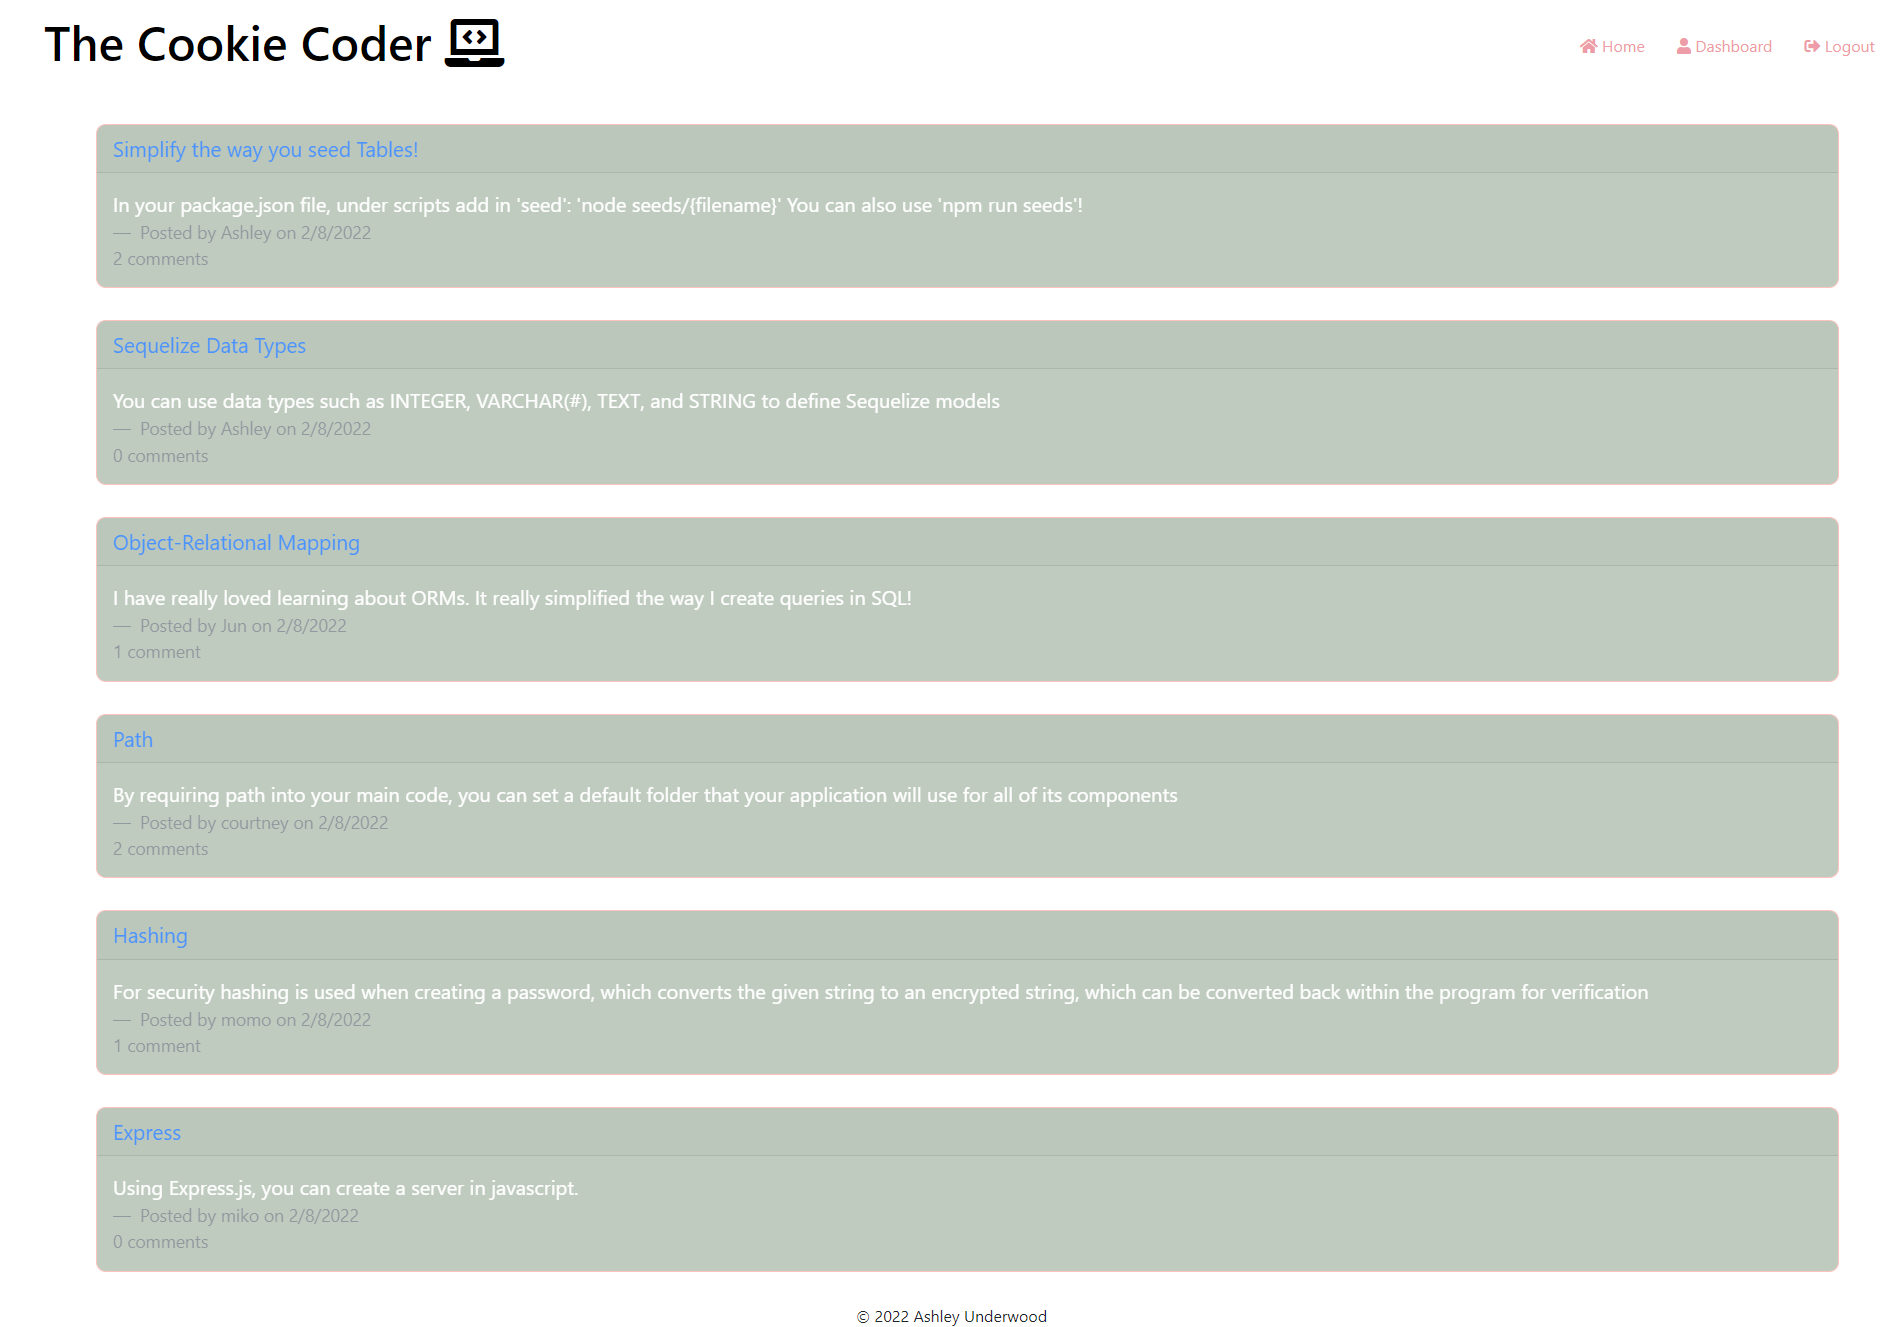 The Cookie Coder
Home Dashboard Logout
Simplify the way you seed Tables!
In your package.json file, under scripts add in 'seed': 'node seeds/{filename}' You can also use 'npm run seeds'!
— Posted by Ashley on 2/8/2022
2 comments
Sequelize Data Types
You can use data types such as INTEGER, VARCHAR(#), TEXT, and STRING to define Sequelize models
— Posted by Ashley on 2/8/2022
0 comments
Object-Relational Mapping
I have really loved learning about ORMs. It really simplified the way I create queries in SQL!
— Posted by Jun on 2/8/2022
1 comment
Path
By requiring path into your main code, you can set a default folder that your application will use for all of its components
— Posted by courtney on 2/8/2022
2 comments
Hashing
For security hashing is used when creating a password, which converts the given string to an encrypted string, which can be converted back within the program for verification
— Posted by momo on 2/8/2022
1 comment
Express
Using Express.js, you can create a server in javascript.
— Posted by miko on 2/8/2022
0 comments
© 2022 Ashley Underwood